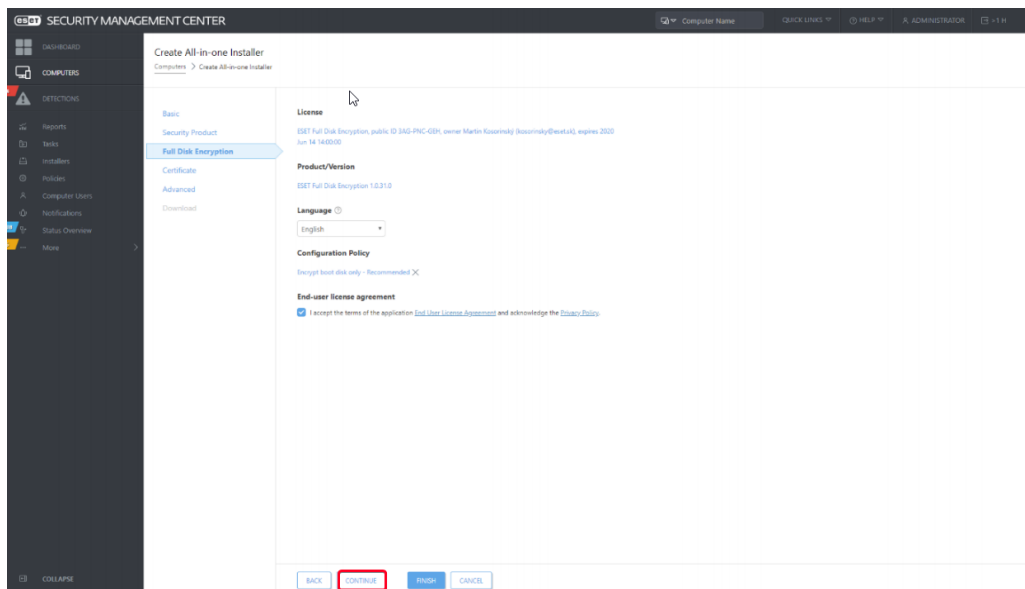 eset SECURITY MANAGEMENT CENTER
Computer Name
QUICK LINKS
HELP
ADMINISTRATOR
>1 H
DASHBOARD
COMPUTERS
DETECTIONS
Reports
Tasks
Installers
Policies
Computer Users
Notifications
Status Overview
More
COLLAPSE
Create All-in-one Installer
Computers > Create All-in-one Installer
Basic
Security Product
Full Disk Encryption
Certificate
Advanced
Download
License
ESET Full Disk Encryption, public ID 3AG-PNC-GEH, owner Martin Kosorinský (kosorinsky@eset.sk), expires 2020
Jun 14 14:00:00
Product/Version
ESET Full Disk Encryption 1.0.31.0
Language
English
Configuration Policy
Encrypt boot disk only - Recommended
End-user license agreement
I accept the terms of the application End User License Agreement and acknowledge the Privacy Policy.
BACK
CONTINUE
FINISH
CANCEL